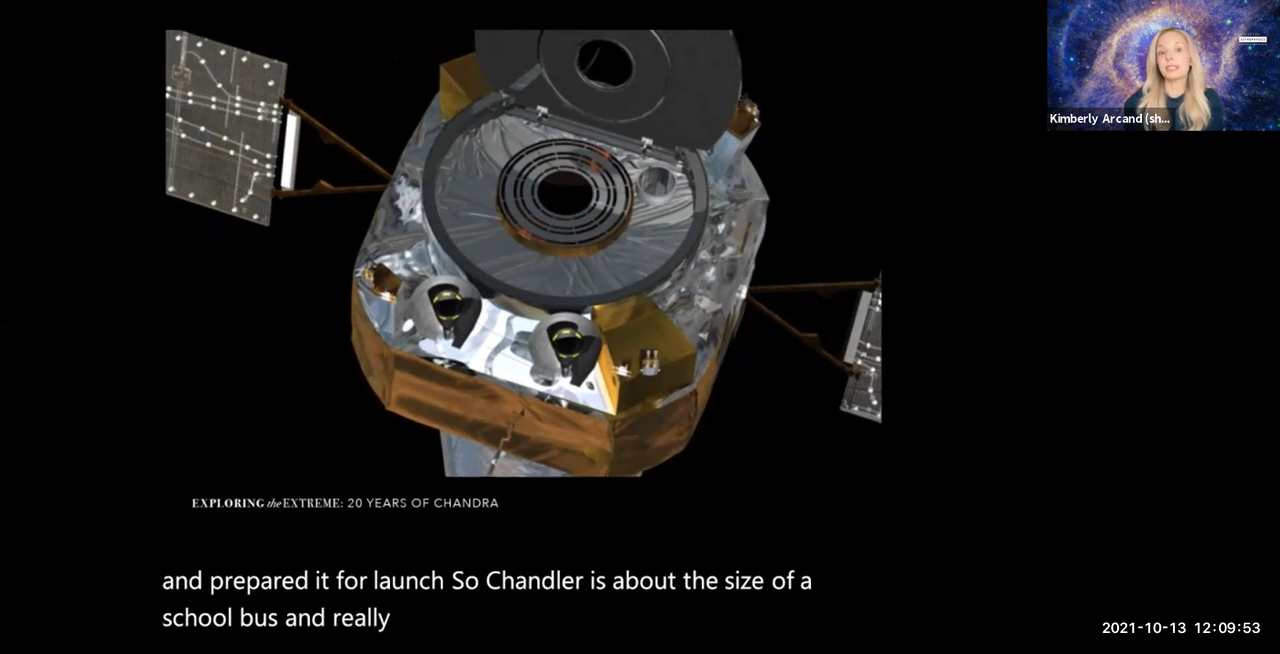 Kimberly Arcand (sh...
EXPLORING the EXTREME: 20 YEARS OF CHANDRA
and prepared it for launch So Chandler is about the size of a
school bus and really
2021-10-13 12:09:53